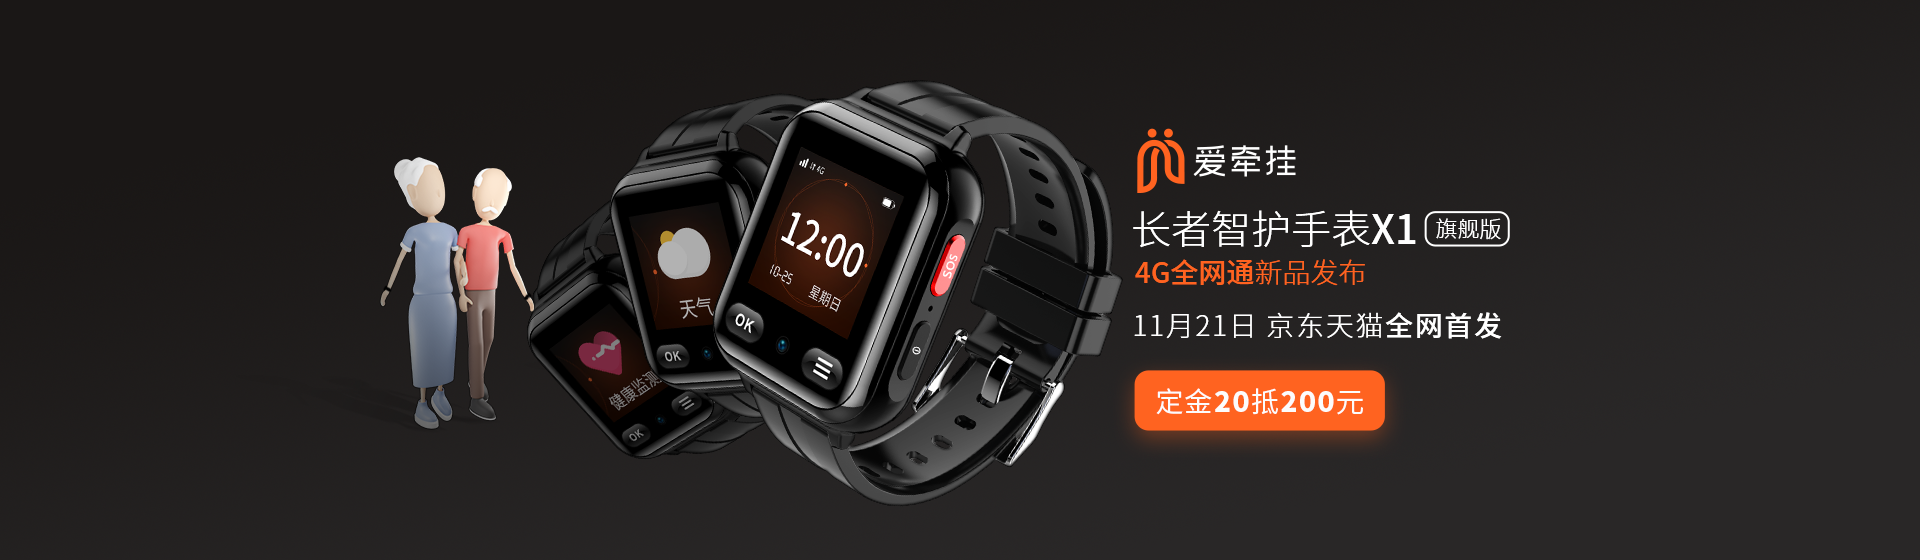 爱牵挂
长者智护手表X1 旗舰版
4G全网通新品发布
11月21日 京东天猫全网首发
定金20抵200元
4G
12:00
10-25
星期日
SOS
OK
天气
OK
健康监测
OK